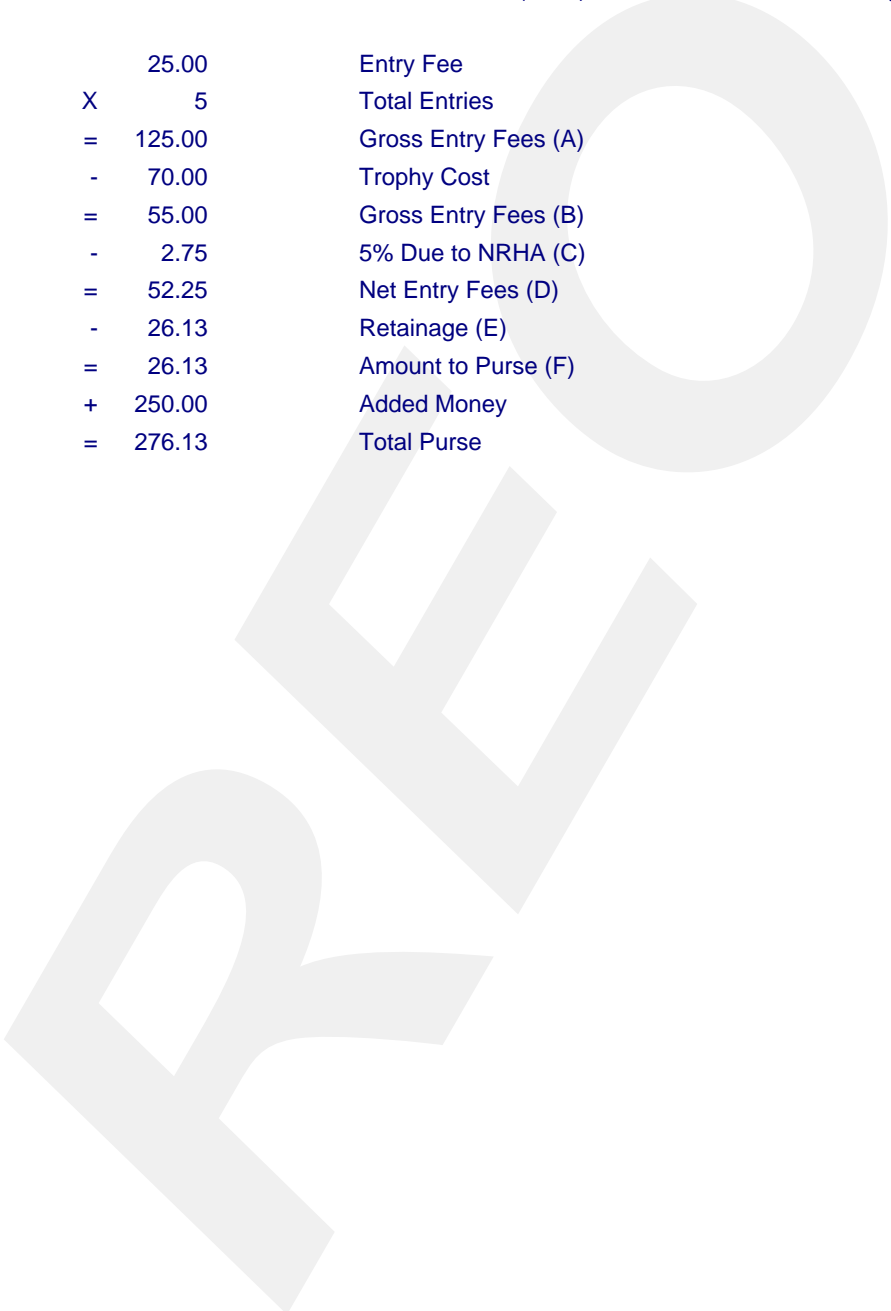 25.00 Entry Fee
X 5 Total Entries
= 125.00 Gross Entry Fees (A)
- 70.00 Trophy Cost
= 55.00 Gross Entry Fees (B)
- 2.75 5% Due to NRHA (C)
= 52.25 Net Entry Fees (D)
- 26.13 Retainage (E)
= 26.13 Amount to Purse (F)
+ 250.00 Added Money
= 276.13 Total Purse
REO